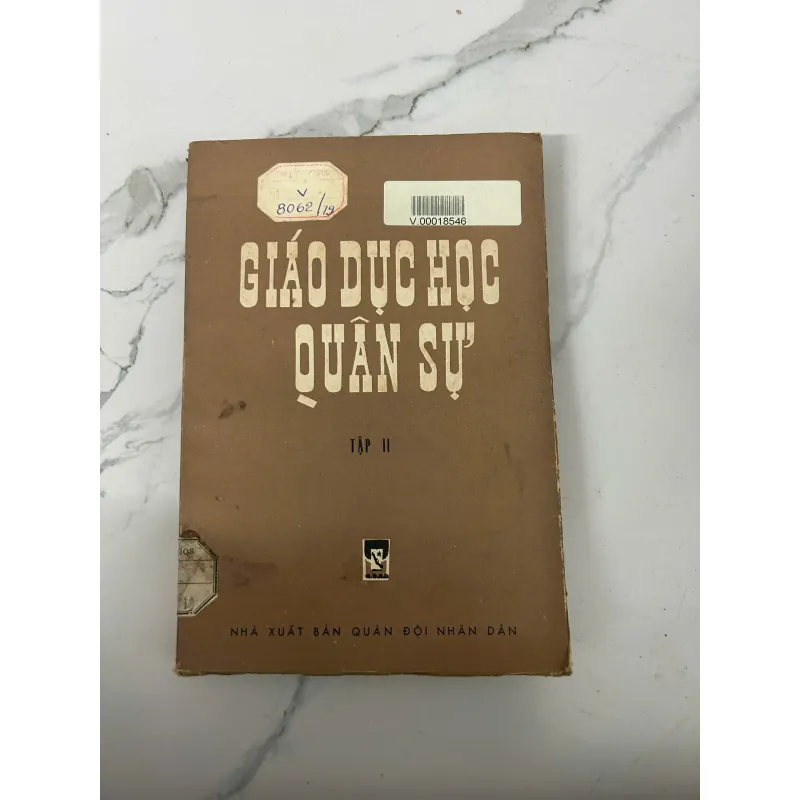 V
8062/79
V.00018546
GIÁO DỤC HỌC
QUÂN SỰ
TẬP II
NHÀ XUẤT BẢN QUÂN ĐỘI NHÂN DÂN